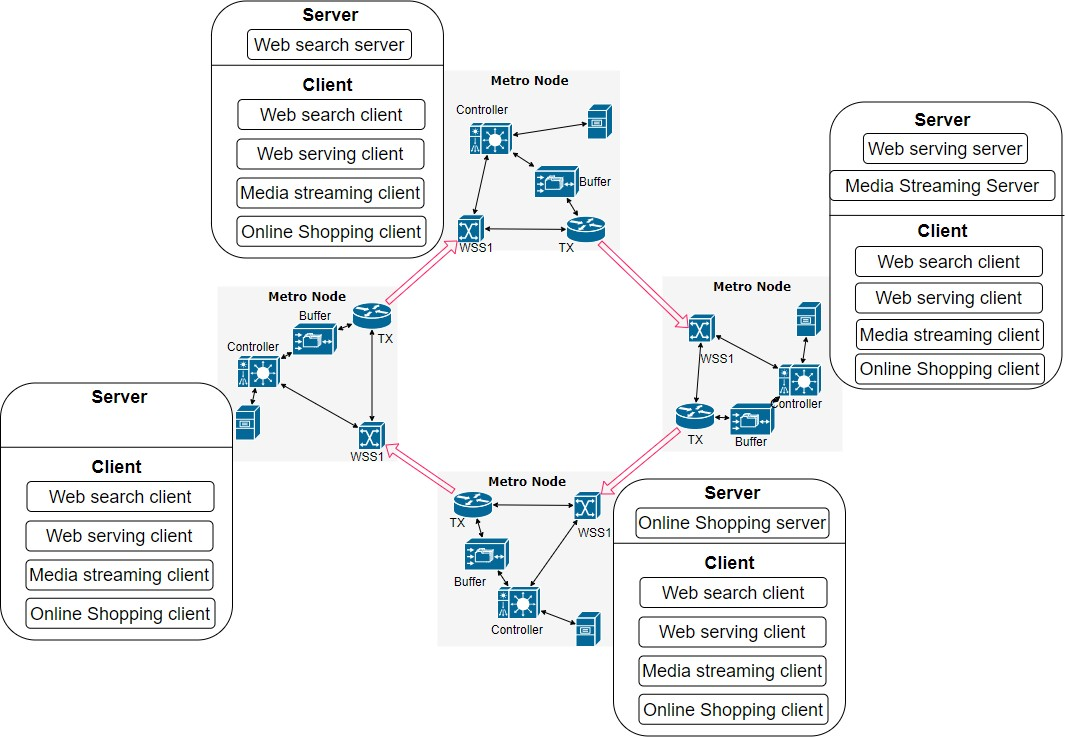 Server
Web search server
Client
Web search client
Web serving client
Media streaming client
Online Shopping client
Metro Node
Controller
Buffer
WSS1
TX
Server
Web serving server
Media Streaming Server
Client
Web search client
Web serving client
Media streaming client
Online Shopping client
Metro Node
WSS1
Controller
TX
Buffer
Metro Node
Buffer
TX
Controller
WSS1
Server
Client
Web search client
Web serving client
Media streaming client
Online Shopping client
Metro Node
TX
WSS1
Buffer
Controller
Server
Online Shopping server
Client
Web search client
Web serving client
Media streaming client
Online Shopping client